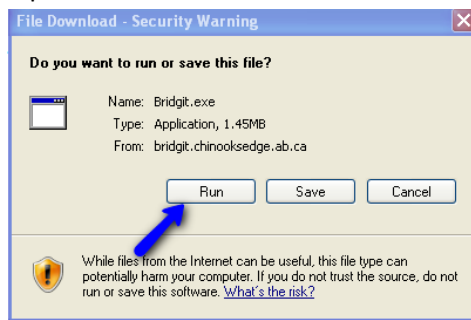 File Download - Security Warning
Do you want to run or save this file?
Name: Bridgit.exe
Type: Application, 1.45MB
From: bridgit.chinooksedge.ab.ca
Run Save Cancel
While files from the Internet can be useful, this file type can
potentially harm your computer. If you do not trust the source, do not
run or save this software. What's the risk?